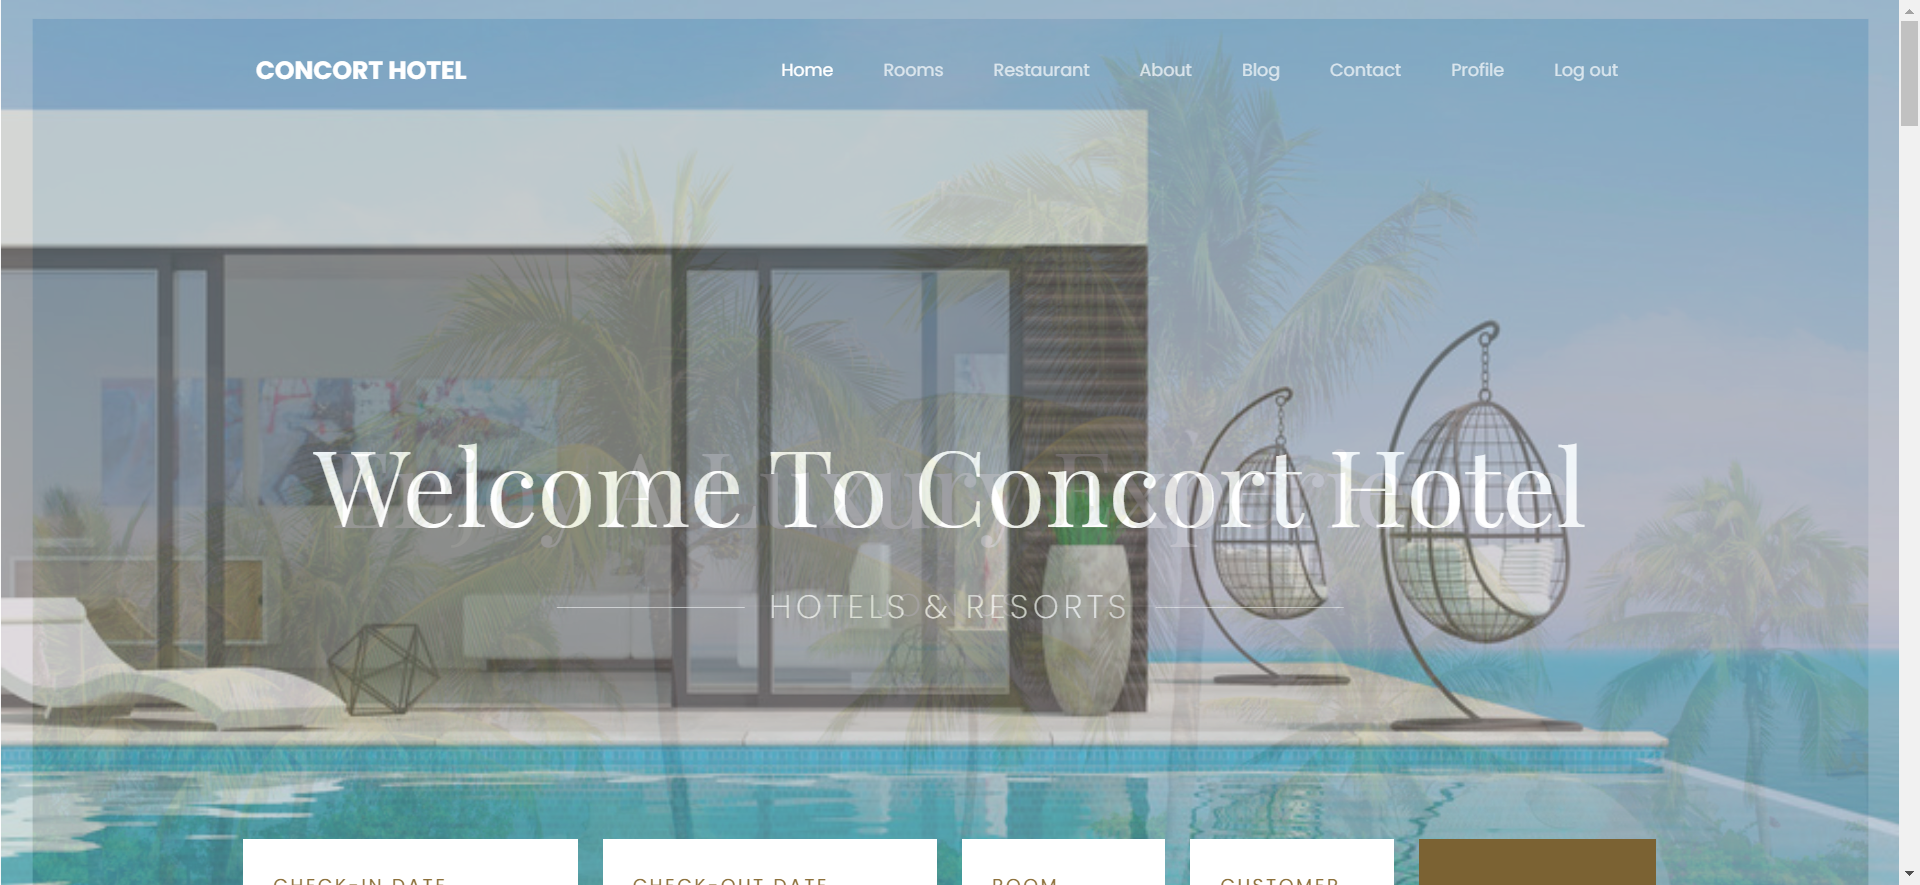 CONCORT HOTEL
Home Rooms Restaurant About Blog Contact Profile Log out
Welcome To Concort Hotel
HOTELS & RESORTS
CHECK-IN DATE CHECK-OUT DATE ROOM CUSTOMER